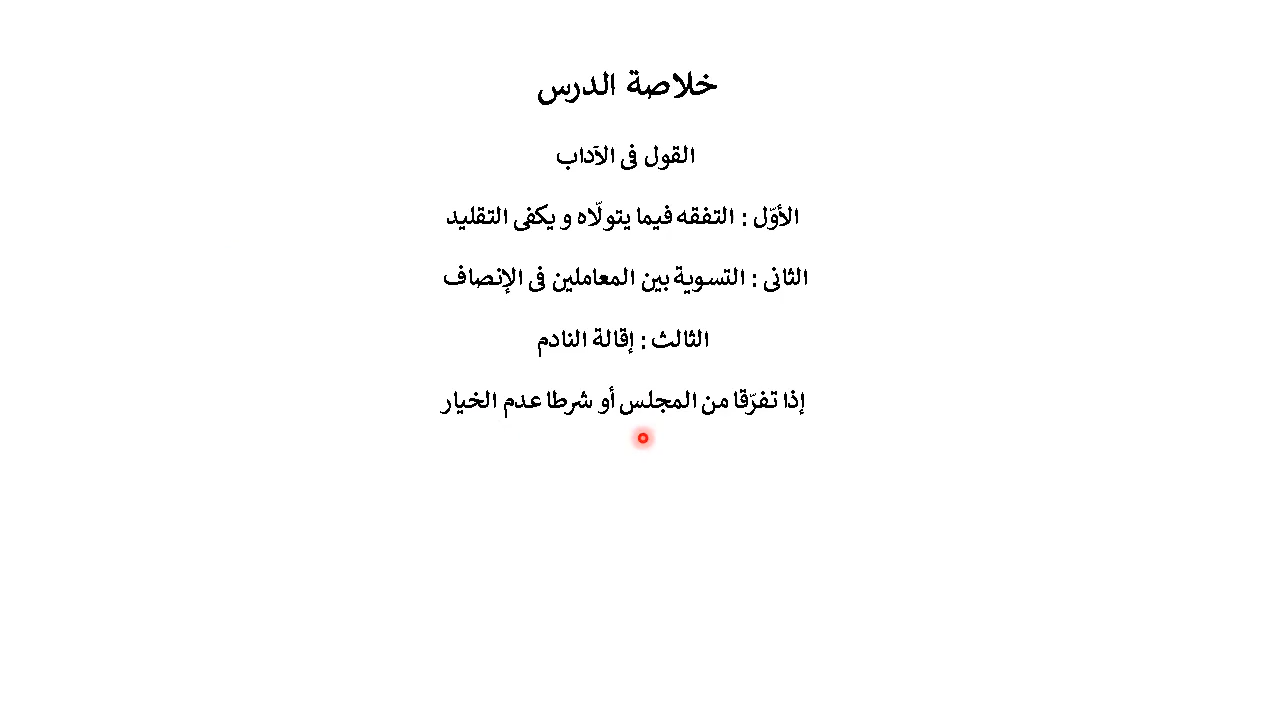 خلاصة الدرس
القول فى الآداب
الأوّل : التفقه فيما يتولّاه و يكفى التقليد
الثانى : التسوية بين المعاملين فى الإنصاف
الثالث : إقالة النادم
إذا تفرّقا من المجلس أو شرطا عدم الخيار